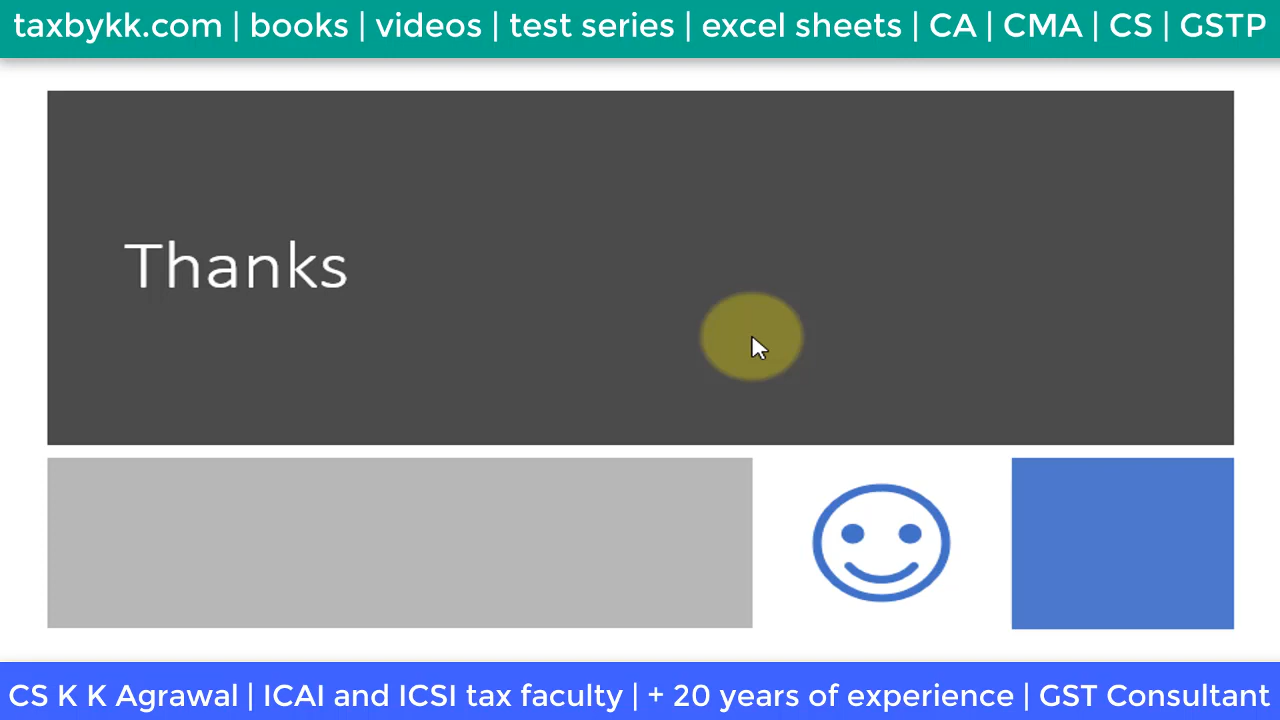 taxbykk.com | books | videos | test series | excel sheets | CA | CMA | CS | GSTP
Thanks
CS K K Agrawal | ICAI and ICSI tax faculty | + 20 years of experience | GST Consultant